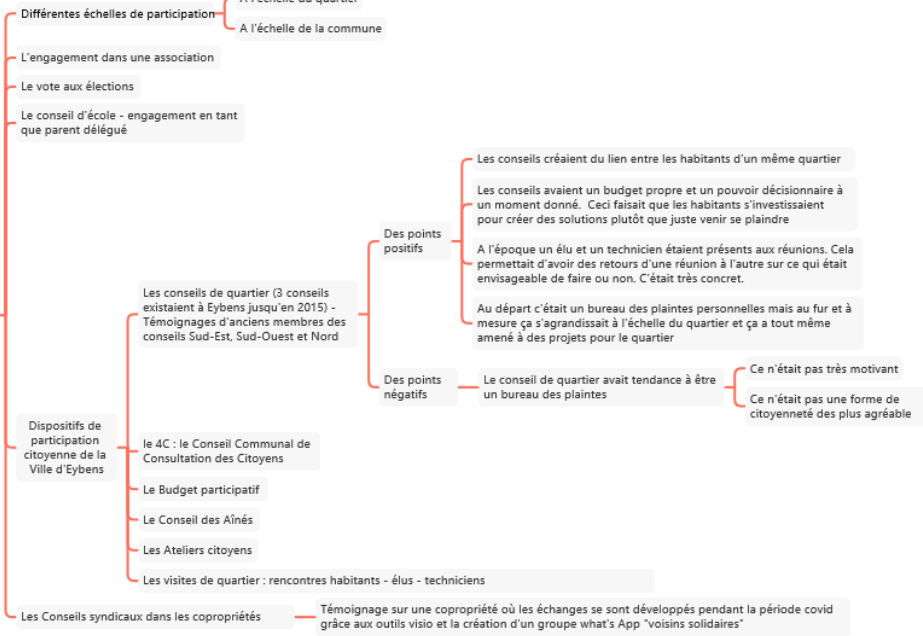 A l'échelle du quartier
Différentes échelles de participation
A l'échelle de la commune
L'engagement dans une association
Le vote aux élections
Le conseil d'école - engagement en tant
que parent délégué
Les conseils créaient du lien entre les habitants d'un même quartier
Les conseils avaient un budget propre et un pouvoir décisionnaire à
un moment donné. Ceci faisait que les habitants s'investissaient
pour créer des solutions plutôt que juste venir se plaindre
Des points
positifs
A l'époque un élu et un technicien étaient présents aux réunions. Cela
permettait d'avoir des retours d'une réunion à l'autre sur ce qui était
envisageable de faire ou non. C'était très concret.
Au départ c'était un bureau des plaintes personnelles mais au fur et à
mesure ça s'agrandissait à l'échelle du quartier et ça a tout même
amené à des projets pour le quartier
Les conseils de quartier (3 conseils
existaient à Eybens jusqu'en 2015) -
Témoignages d'anciens membres des
conseils Sud-Est, Sud-Ouest et Nord
Des points
négatifs
Le conseil de quartier avait tendance à être
un bureau des plaintes
Ce n'était pas très motivant
Ce n'était pas une forme de
citoyenneté des plus agréable
Dispositifs de
participation
citoyenne de la
Ville d'Eybens
le 4C : le Conseil Communal de
Consultation des Citoyens
Le Budget participatif
Le Conseil des Aînés
Les Ateliers citoyens
Les visites de quartier : rencontres habitants - élus - techniciens
Les Conseils syndicaux dans les copropriétés
Témoignage sur une copropriété où les échanges se sont développés pendant la période covid
grâce aux outils visio et la création d'un groupe what's App "voisins solidaires"